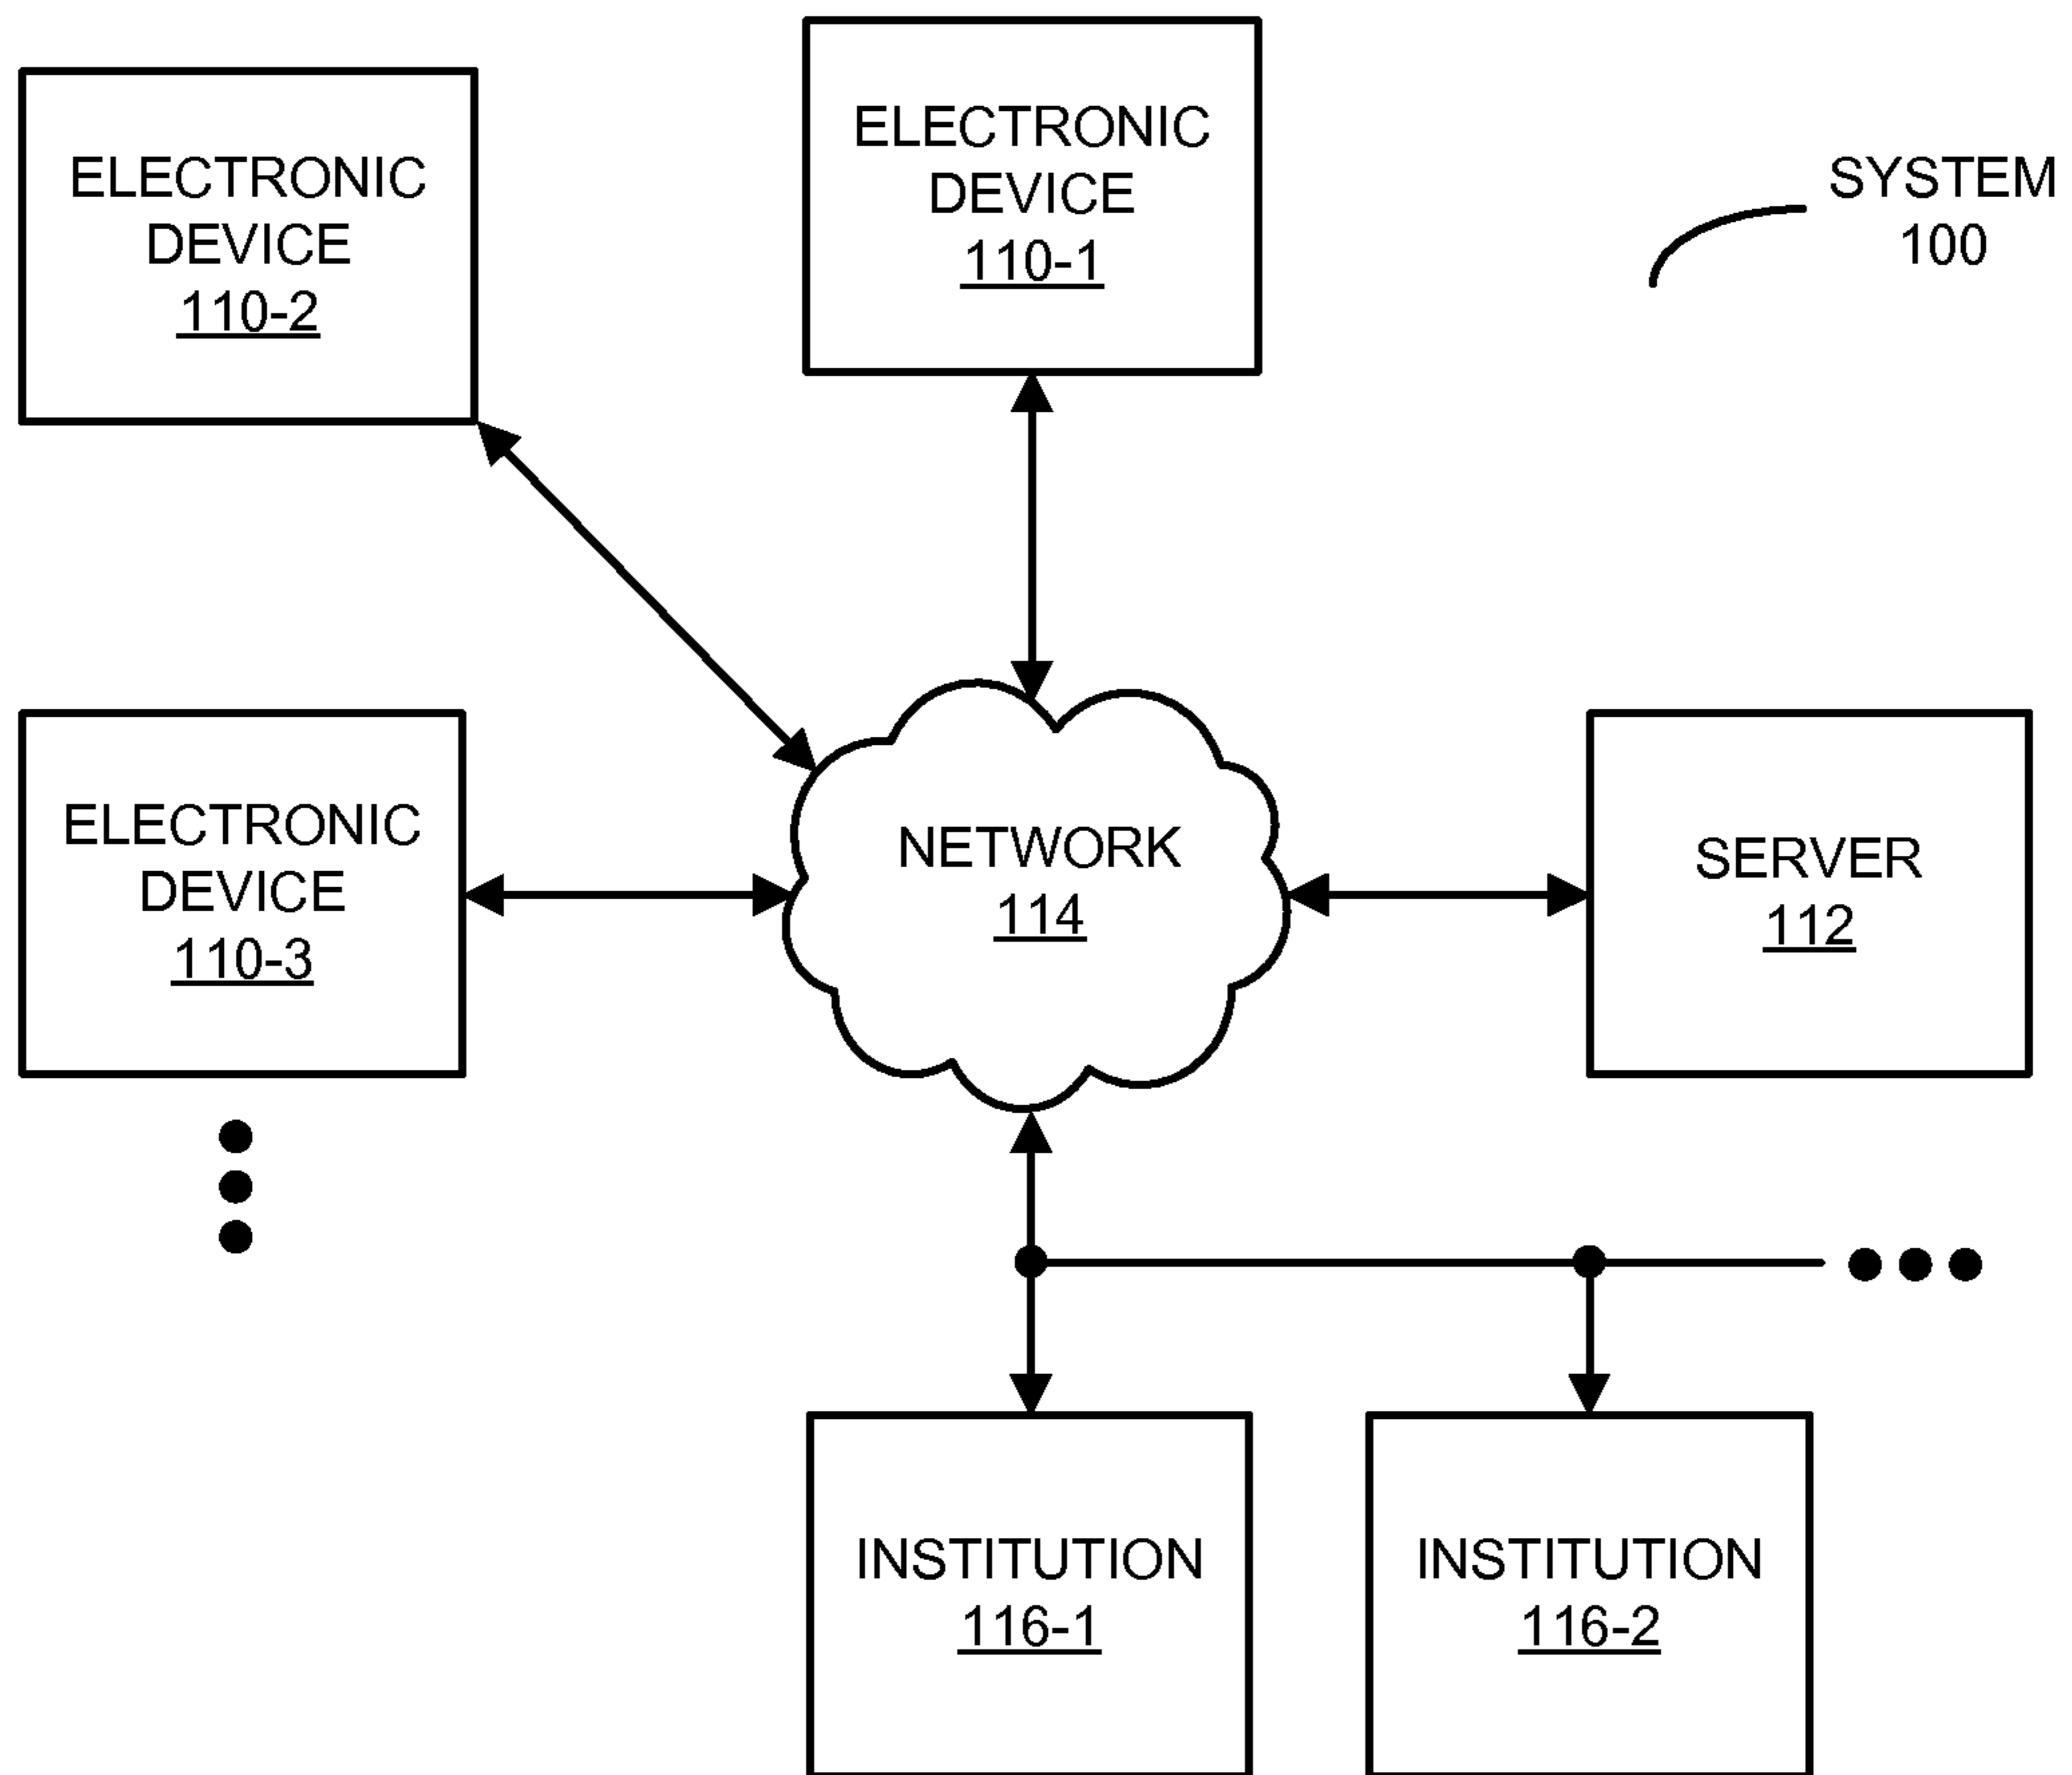 ELECTRONIC
DEVICE
110-2
ELECTRONIC
DEVICE
110-1
SYSTEM
100
ELECTRONIC
DEVICE
110-3
NETWORK
114
SERVER
112
INSTITUTION
116-1
INSTITUTION
116-2